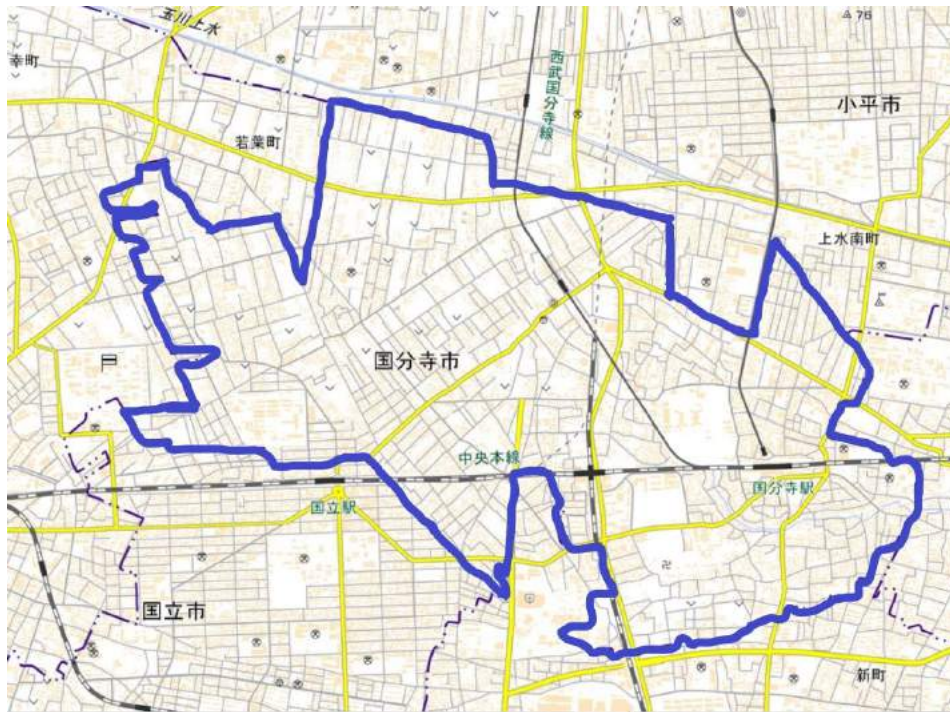 玉川上水
幸町
若葉町
西武国分寺線
76
小平市
上水南町
国分寺市
中央本線
国立駅
国分寺駅
国立市
新町